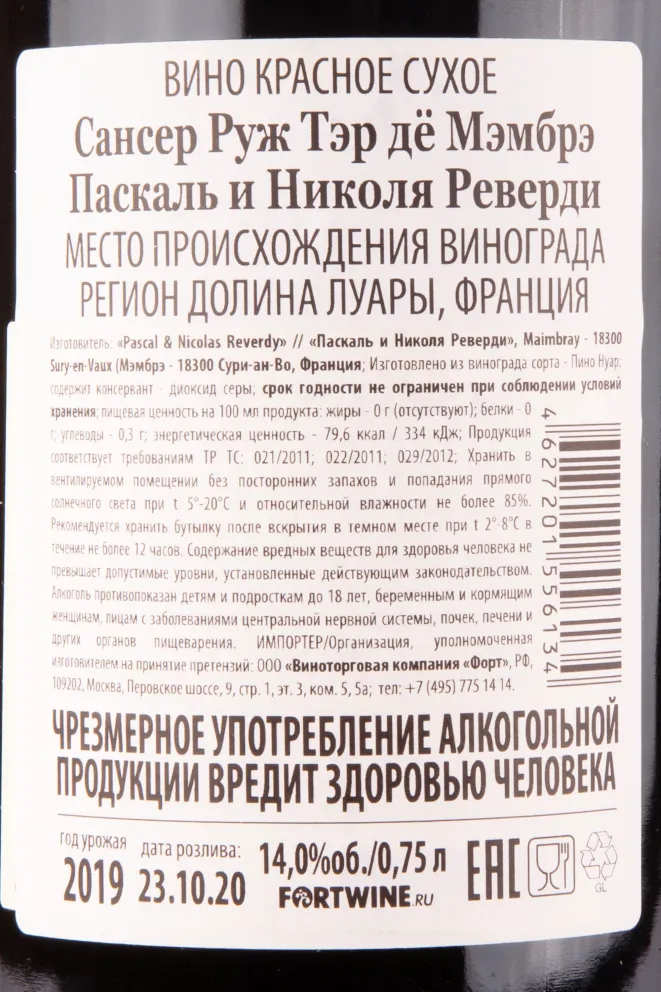 ВИНО КРАСНОЕ СУХОЕ
Сансер Руж Тэр дё Мэмбрэ
Паскаль и Николя Реверди
МЕСТО ПРОИСХОЖДЕНИЯ ВИНОГРАДА
РЕГИОН ДОЛИНА ЛУАРЫ, ФРАНЦИЯ
Изготовитель: «Pascal & Nicolas Reverdy» // «Паскаль и Николя Реверди», Maimbray - 18300
Sury-en-Vaux (Мэмбрэ - 18300 Сури-ан-Во, Франция; Изготовлено из винограда сорта - Пино Нуар;
содержит консервант - диоксид серы; срок годности не ограничен при соблюдении условий
хранения; пищевая ценность на 100 мл продукта: жиры - 0 г (отсутствуют); белки - 0
г; углеводы - 0,3 г; энергетическая ценность - 79,6 ккал / 334 кДж; Продукция
соответствует требованиям ТР ТС: 021/2011; 022/2011; 029/2012; Хранить в
вентилируемом помещении без посторонних запахов и попадания прямого
солнечного света при t 5°-20°C и относительной влажности не более 85%.
Рекомендуется хранить бутылку после вскрытия в темном месте при t 2°-8°C в
течение не более 12 часов. Содержание вредных веществ для здоровья человека не
превышает допустимые уровни, установленные действующим законодательством.
Алкоголь противопоказан детям и подросткам до 18 лет, беременным и кормящим
женщинам, лицам с заболеваниями центральной нервной системы, почек, печени и
других органов пищеварения. ИМПОРТЕР/Организация, уполномоченная
изготовителем на принятие претензий: ООО «Виноторговая компания «Форт», РФ,
109202, Москва, Перовское шоссе, 9, стр. 1, эт. 3, ком. 5, 5а; тел: +7 (495) 775 14 14.
4 627201 556134
ЧРЕЗМЕРНОЕ УПОТРЕБЛЕНИЕ АЛКОГОЛЬНОЙ
ПРОДУКЦИИ ВРЕДИТ ЗДОРОВЬЮ ЧЕЛОВЕКА
год урожая
2019
дата розлива:
23.10.20
14,0%об./0,75 л
FORTWINE.RU
EAC
GL